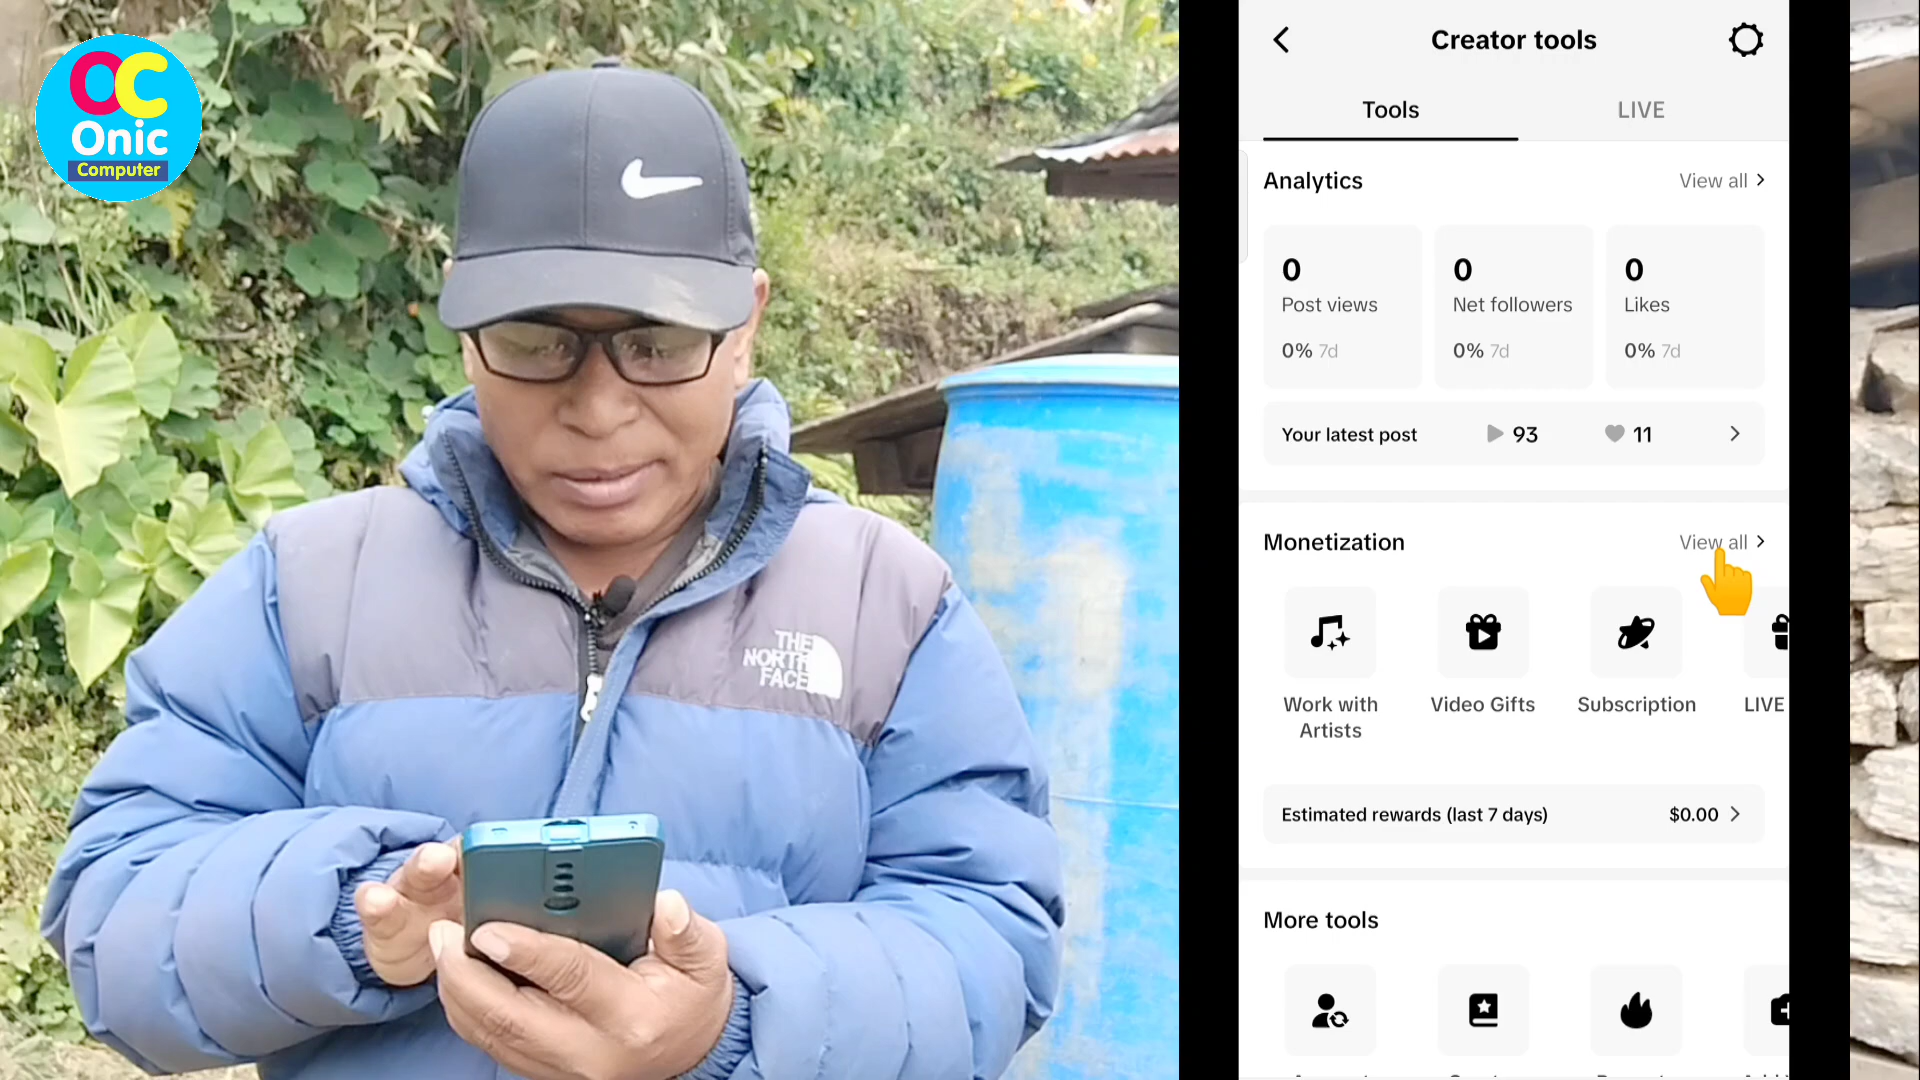 OC
Onic
Computer
THE
NORTH
FACE
Creator tools
Tools
LIVE
Analytics
View all
0
Post views
0% 7d
0
Net followers
0% 7d
0
Likes
0% 7d
Your latest post
93
11
Monetization
View all
Work with
Artists
Video Gifts
Subscription
LIVE
Estimated rewards (last 7 days)
$0.00
More tools